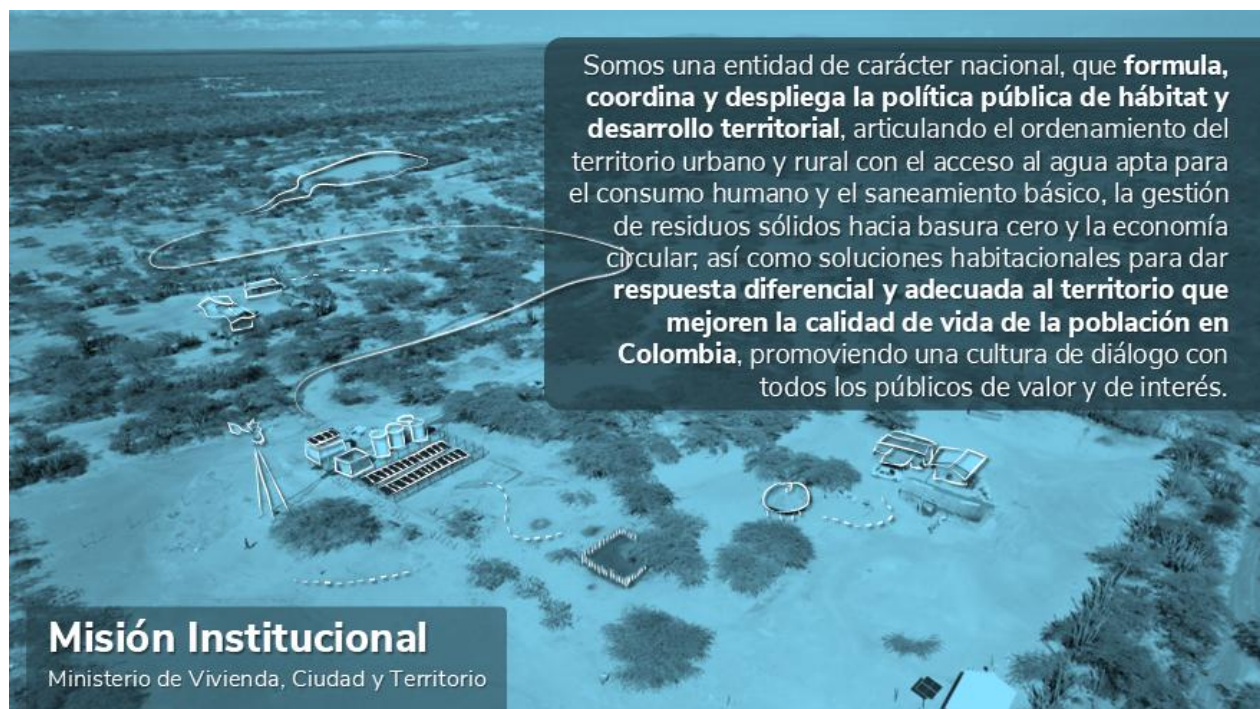 Somos una entidad de carácter nacional, que formula,
coordina y despliega la política pública de hábitat y
desarrollo territorial, articulando el ordenamiento del
territorio urbano y rural con el acceso al agua apta para
el consumo humano y el saneamiento básico, la gestión
de residuos sólidos hacia basura cero y la economía
circular; así como soluciones habitacionales para dar
respuesta diferencial y adecuada al territorio que
mejoren la calidad de vida de la población en
Colombia, promoviendo una cultura de diálogo con
todos los públicos de valor y de interés.
Misión Institucional
Ministerio de Vivienda, Ciudad y Territorio